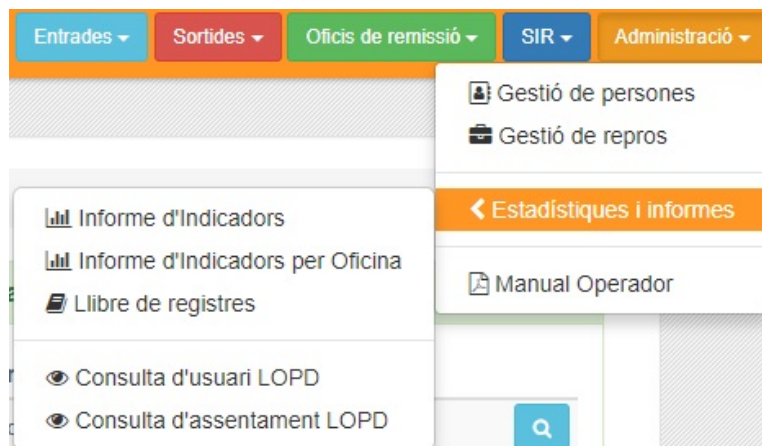 Entrades
Sortides
Oficis de remissió
SIR
Administració
Gestió de persones
Gestió de repros
Estadístiques i informes
Manual Operador
Informe d'Indicadors
Informe d'Indicadors per Oficina
Llibre de registres
Consulta d'usuari LOPD
Consulta d'assentament LOPD